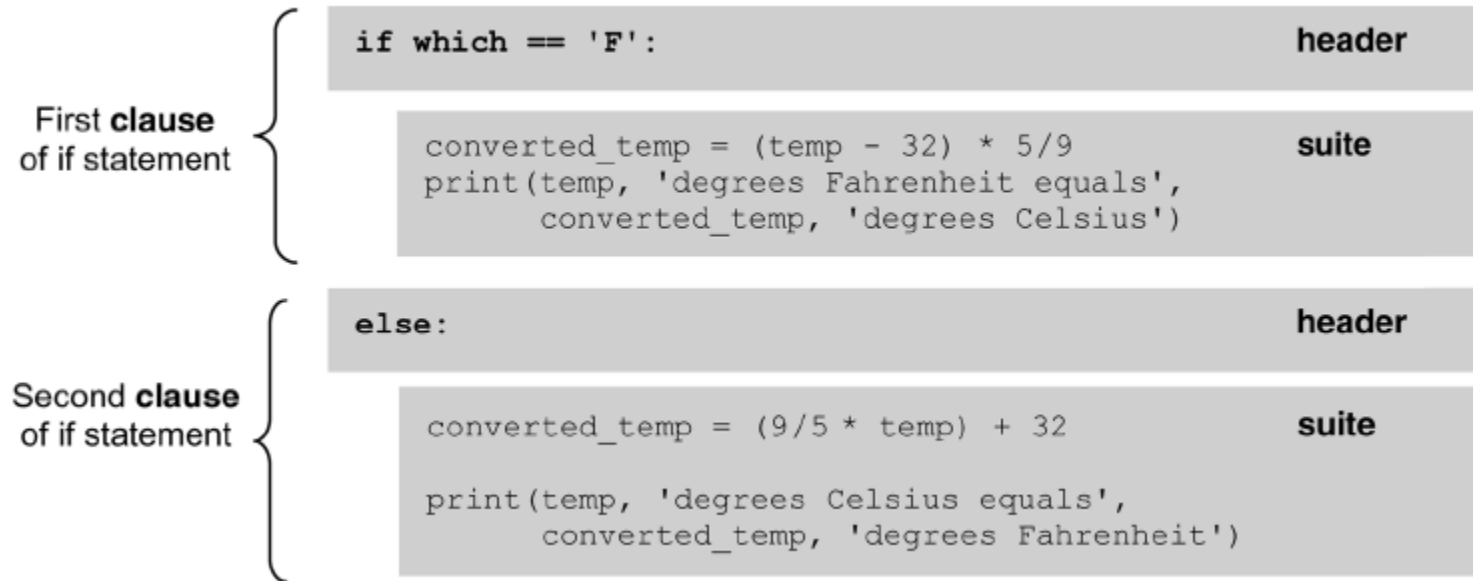 if which == 'F': header
First clause
of if statement
converted_temp = (temp - 32) * 5/9 suite
print(temp, 'degrees Fahrenheit equals',
converted_temp, 'degrees Celsius')
else: header
Second clause
of if statement
converted_temp = (9/5 * temp) + 32 suite
print(temp, 'degrees Celsius equals',
converted_temp, 'degrees Fahrenheit')